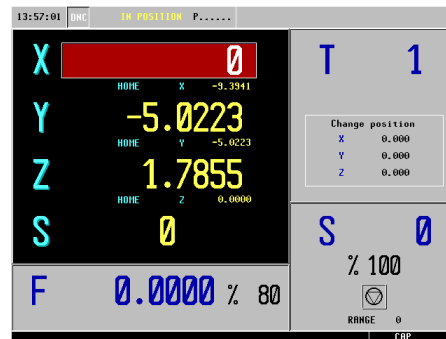 13:57:01 DNC IN POSITION P......
X 0
HOME X -9.3941
Y -5.0223
HOME Y -5.0223
Z 1.7855
HOME Z 0.0000
S 0
F 0.0000 % 80
T 1
Change position
X 0.000
Y 0.000
Z 0.000
S 0
% 100
RANGE 0
CAP